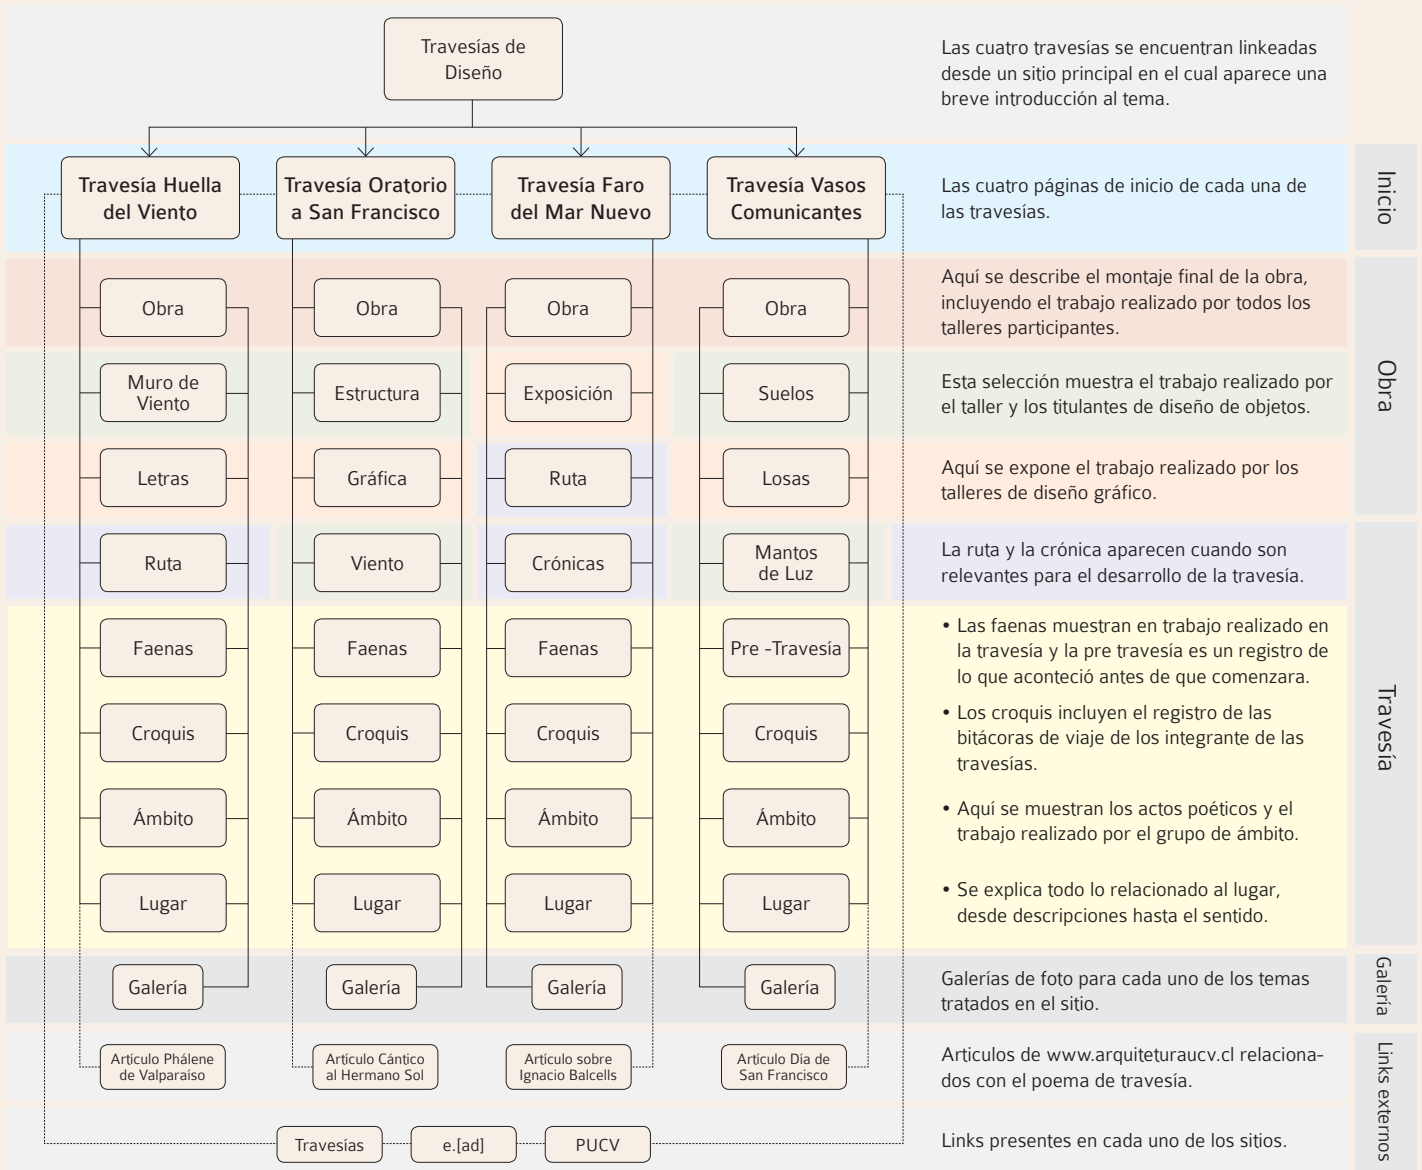 Travesías de
Diseño
Las cuatro travesías se encuentran linkeadas
desde un sitio principal en el cual aparece una
breve introducción al tema.
Travesía Huella
del Viento
Travesía Oratorio
a San Francisco
Travesía Faro
del Mar Nuevo
Travesía Vasos
Comunicantes
Las cuatro páginas de inicio de cada una de
las travesías.
Inicio
Obra
Obra
Obra
Obra
Aquí se describe el montaje final de la obra,
incluyendo el trabajo realizado por todos los
talleres participantes.
Obra
Muro de
Viento
Estructura
Exposición
Suelos
Esta selección muestra el trabajo realizado por
el taller y los titulantes de diseño de objetos.
Letras
Gráfica
Ruta
Losas
Aquí se expone el trabajo realizado por los
talleres de diseño gráfico.
Ruta
Viento
Crónicas
Mantos
de Luz
La ruta y la crónica aparecen cuando son
relevantes para el desarrollo de la travesía.
Travesía
Faenas
Faenas
Faenas
Pre -Travesía
• Las faenas muestran en trabajo realizado en
la travesía y la pre travesía es un registro de
lo que aconteció antes de que comenzara.
Croquis
Croquis
Croquis
Croquis
• Los croquis incluyen el registro de las
bitácoras de viaje de los integrante de las
travesías.
Ámbito
Ámbito
Ámbito
Ámbito
• Aquí se muestran los actos poéticos y el
trabajo realizado por el grupo de ámbito.
Lugar
Lugar
Lugar
Lugar
• Se explica todo lo relacionado al lugar,
desde descripciones hasta el sentido.
Galería
Galería
Galería
Galería
Galerías de foto para cada uno de los temas
tratados en el sitio.
Galería
Artículo Phálene
de Valparaíso
Artículo Cántico
al Hermano Sol
Artículo sobre
Ignacio Balcells
Artículo Día de
San Francisco
Articulos de www.arquiteturaucv.cl relaciona-
dos con el poema de travesía.
Links externos
Travesías
e.[ad]
PUCV
Links presentes en cada uno de los sitios.